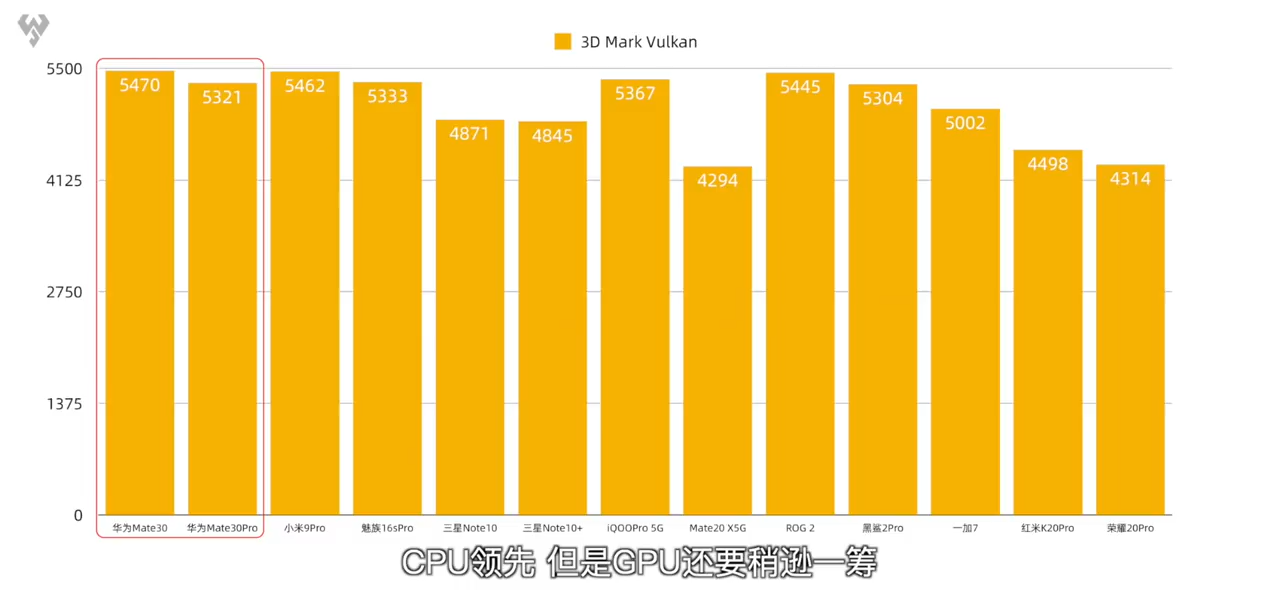 3D Mark Vulkan
5500
4125
2750
1375
0
5470
5321
5462
5333
4871
4845
5367
4294
5445
5304
5002
4498
4314
华为Mate30
华为Mate30Pro
小米9Pro
魅族16sPro
三星Note10
三星Note10+
iQOOPro 5G
Mate20 X5G
ROG 2
黑鲨2Pro
一加7
红米K20Pro
荣耀20Pro
CPU领先 但是GPU还要稍逊一筹